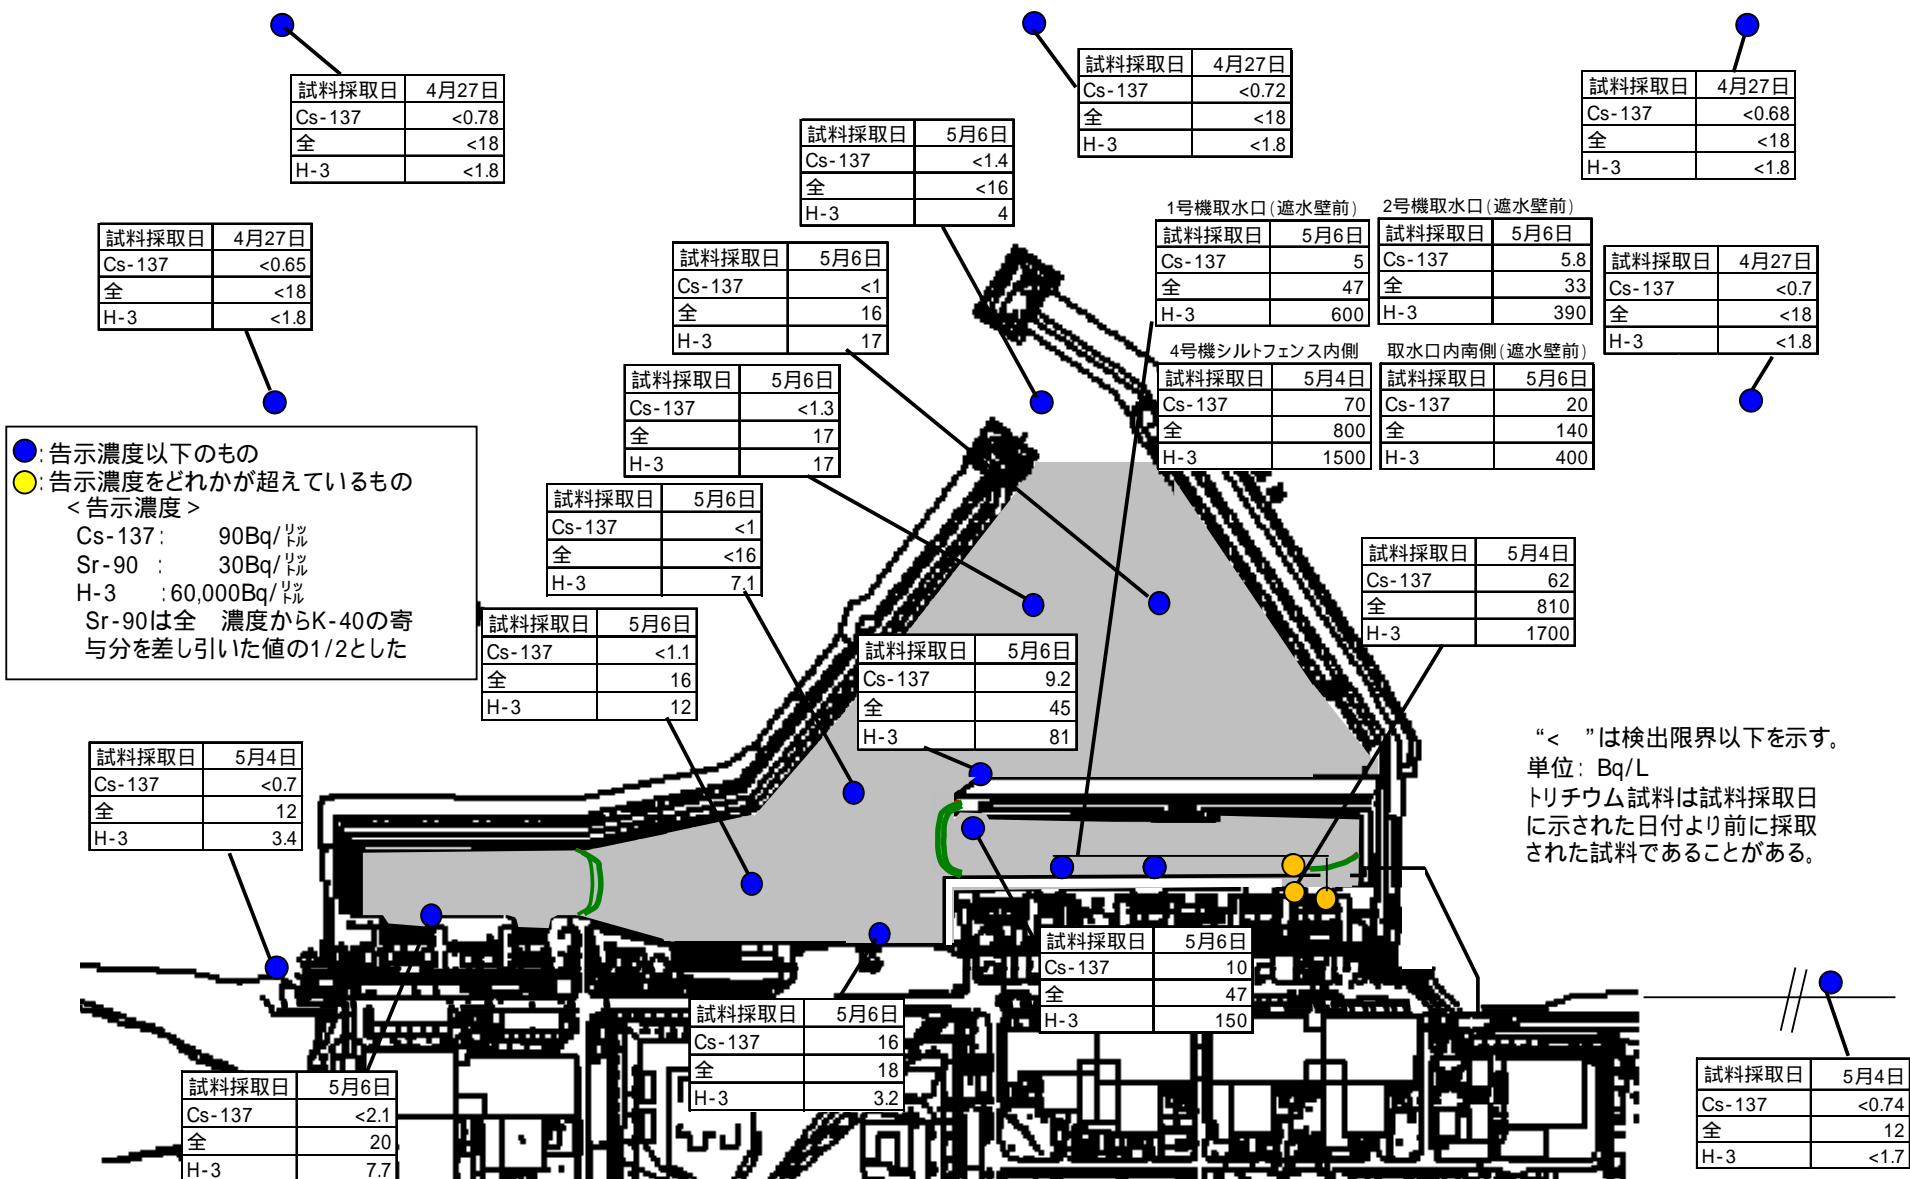 試料採取日 4月27日
Cs-137 <0.78
全 <18
H-3 <1.8
試料採取日 4月27日
Cs-137 <0.72
全 <18
H-3 <1.8
試料採取日 4月27日
Cs-137 <0.68
全 <18
H-3 <1.8
試料採取日 5月6日
Cs-137 <1.4
全 <16
H-3 4
試料採取日 4月27日
Cs-137 <0.65
全 <18
H-3 <1.8
試料採取日 5月6日
Cs-137 <1
全 16
H-3 17
1号機取水口(遮水壁前)
試料採取日 5月6日
Cs-137 5
全 47
H-3 600
2号機取水口(遮水壁前)
試料採取日 5月6日
Cs-137 5.8
全 33
H-3 390
試料採取日 4月27日
Cs-137 <0.7
全 <18
H-3 <1.8
4号機シルトフェンス内側
試料採取日 5月4日
Cs-137 70
全 800
H-3 1500
取水口内南側(遮水壁前)
試料採取日 5月6日
Cs-137 20
全 140
H-3 400
試料採取日 5月6日
Cs-137 <1.3
全 17
H-3 17
:告示濃度以下のもの
:告示濃度をどれかが超えているもの
<告示濃度>
Cs-137: 90Bq/リットル
Sr-90 : 30Bq/リットル
H-3 :60,000Bq/リットル
Sr-90は全 濃度からK-40の寄
与分を差し引いた値の1/2とした
試料採取日 5月6日
Cs-137 <1
全 <16
H-3 7.1
試料採取日 5月4日
Cs-137 62
全 810
H-3 1700
試料採取日 5月6日
Cs-137 <1.1
全 16
H-3 12
試料採取日 5月6日
Cs-137 9.2
全 45
H-3 81
試料採取日 5月4日
Cs-137 <0.7
全 12
H-3 3.4
“< ”は検出限界以下を示す。
単位: Bq/L
トリチウム試料は試料採取日
に示された日付より前に採取
された試料であることがある。
試料採取日 5月6日
Cs-137 10
全 47
H-3 150
試料採取日 5月6日
Cs-137 16
全 18
H-3 3.2
試料採取日 5月6日
Cs-137 <2.1
全 20
H-3 7.7
試料採取日 5月4日
Cs-137 <0.74
全 12
H-3 <1.7